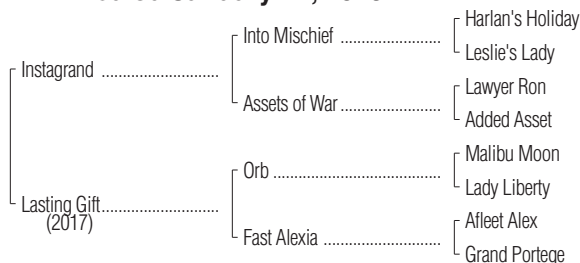 Harlan's Holiday
Into Mischief
Leslie's Lady
Instagrand
Lawyer Ron
Assets of War
Added Asset
Malibu Moon
Orb
Lady Liberty
Lasting Gift
(2017)
Afleet Alex
Fast Alexia
Grand Portege